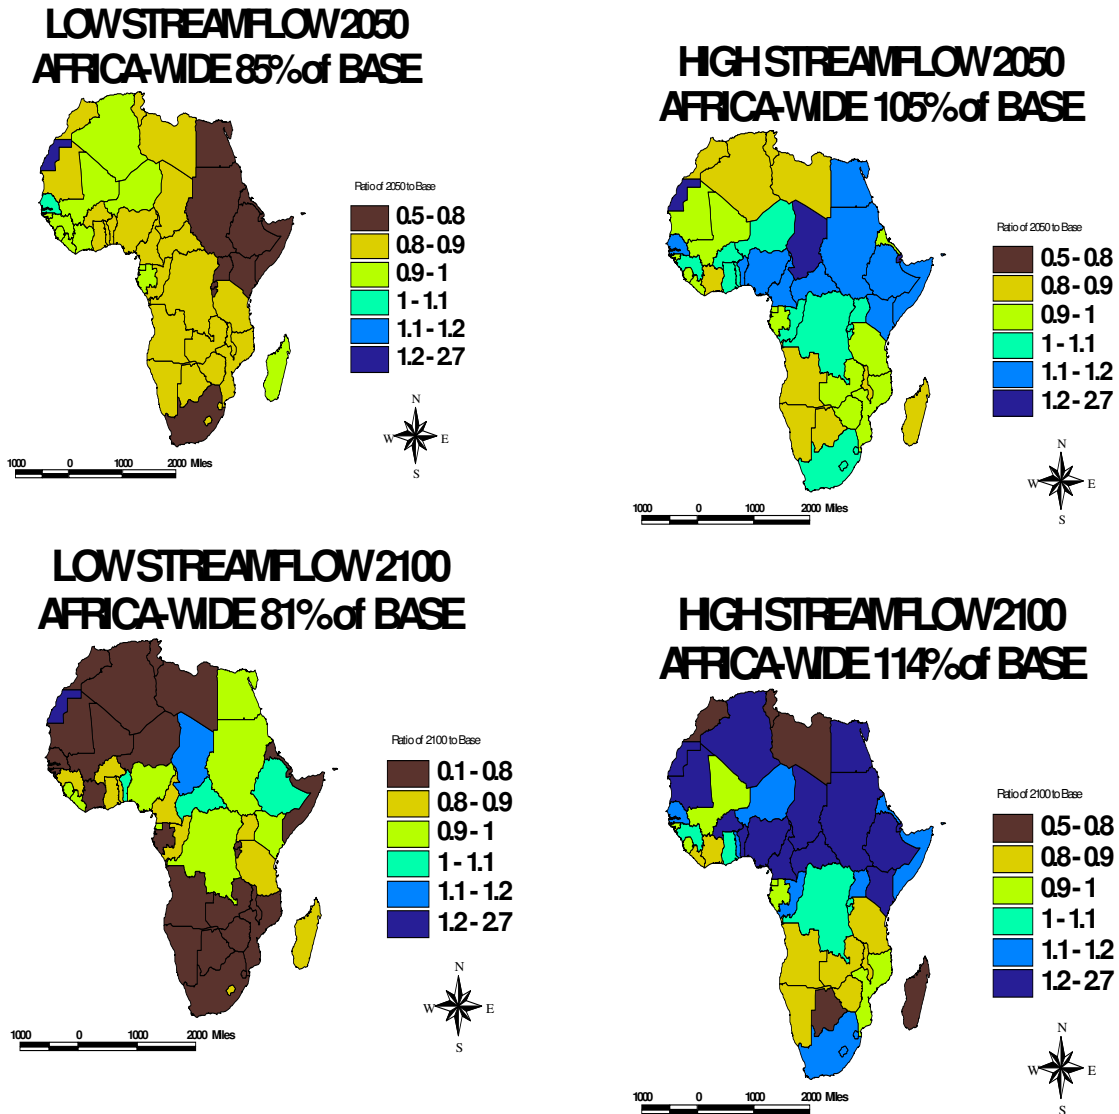 LOW STREAMFLOW 2050
AFRICA-WIDE 85% of BASE
Ratio of 2050 to Base
0.5 - 0.8
0.8 - 0.9
0.9 - 1
1 - 1.1
1.1 - 1.2
1.2 - 2.7
N
W E
S
1000 0 1000 2000 Miles
HIGH STREAMFLOW 2050
AFRICA-WIDE 105% of BASE
Ratio of 2050 to Base
0.5 - 0.8
0.8 - 0.9
0.9 - 1
1 - 1.1
1.1 - 1.2
1.2 - 2.7
N
W E
S
1000 0 1000 2000 Miles
LOW STREAMFLOW 2100
AFRICA-WIDE 81% of BASE
Ratio of 2100 to Base
0.1 - 0.8
0.8 - 0.9
0.9 - 1
1 - 1.1
1.1 - 1.2
1.2 - 2.7
N
W E
S
1000 0 1000 2000 Miles
HIGH STREAMFLOW 2100
AFRICA-WIDE 114% of BASE
Ratio of 2100 to Base
0.5 - 0.8
0.8 - 0.9
0.9 - 1
1 - 1.1
1.1 - 1.2
1.2 - 2.7
N
W E
S
1000 0 1000 2000 Miles